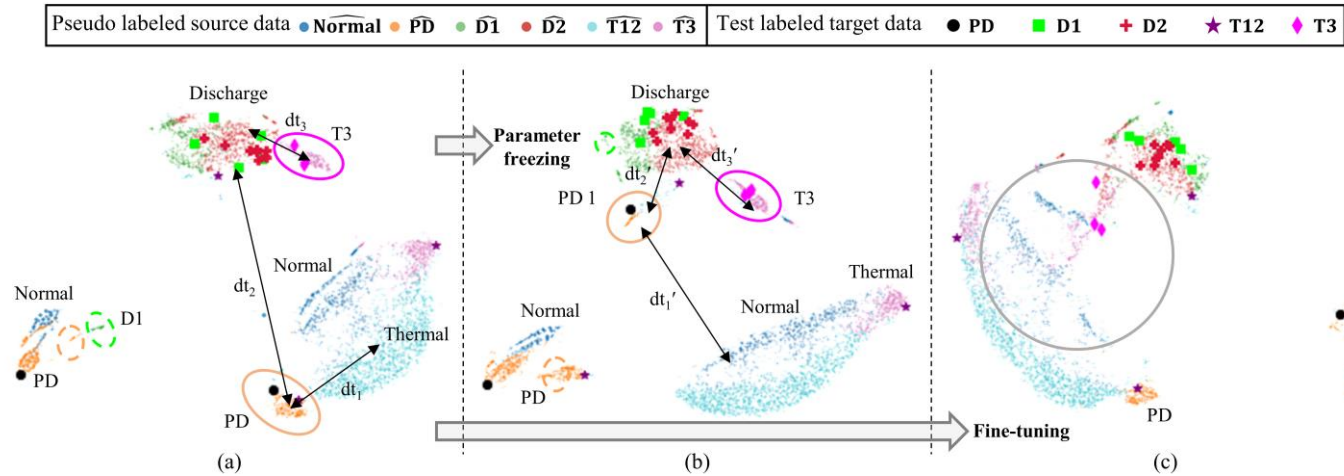 Pseudo labeled source data Normal PD D1 D2 T12 T3 Test labeled target data PD D1 D2 T12 T3
Discharge
dt3
T3
Normal
D1
PD
dt2
Normal
Thermal
dt1
PD
(a)
Parameter
freezing
Discharge
dt2′
dt3′
PD 1
T3
dt1′
Normal
Thermal
Normal
PD
(b)
Fine-tuning
PD
(c)